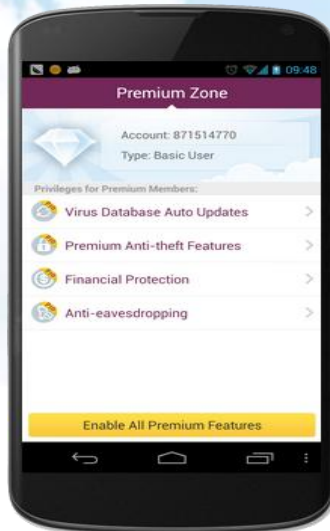 09:48
Premium Zone
Account: 871514770
Type: Basic User
Privileges for Premium Members:
Virus Database Auto Updates
Premium Anti-theft Features
Financial Protection
Anti-eavesdropping
Enable All Premium Features